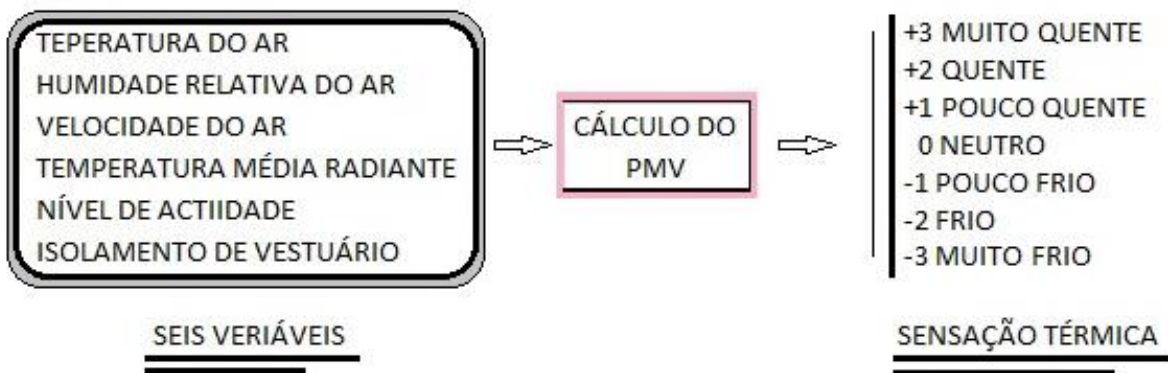 TEPERATURA DO AR
HUMIDADE RELATIVA DO AR
VELOCIDADE DO AR
TEMPERATURA MÉDIA RADIANTE
NÍVEL DE ACTIIDADE
ISOLAMENTO DE VESTUÁRIO
SEIS VERIÁVEIS
CÁLCULO DO
PMV
+3 MUITO QUENTE
+2 QUENTE
+1 POUCO QUENTE
0 NEUTRO
-1 POUCO FRIO
-2 FRIO
-3 MUITO FRIO
SENSAÇÃO TÉRMICA